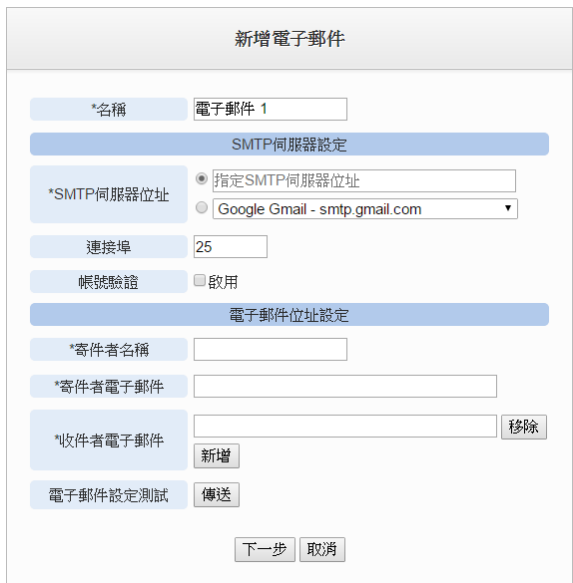 新增電子郵件
*名稱 電子郵件 1
SMTP伺服器設定
*SMTP伺服器位址 指定SMTP伺服器位址
Google Gmail - smtp.gmail.com
連接埠 25
帳號驗證 啟用
電子郵件位址設定
*寄件者名稱
*寄件者電子郵件
*收件者電子郵件 移除
新增
電子郵件設定測試 傳送
下一步 取消